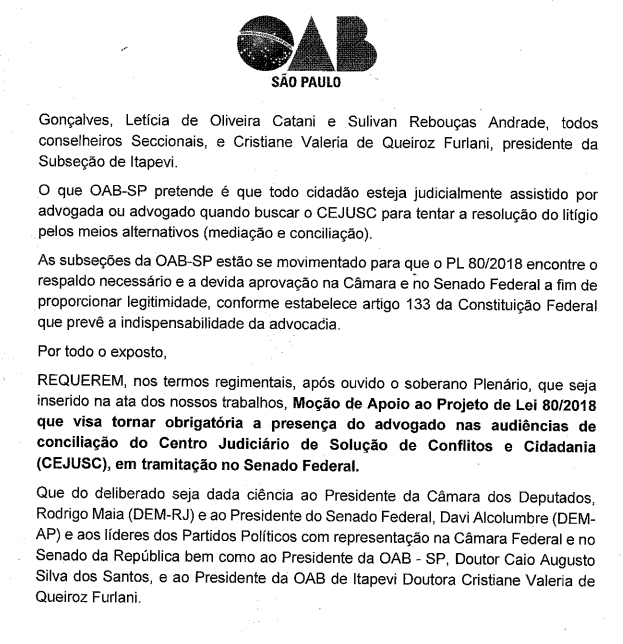 OAB
SÃO PAULO
Gonçalves, Letícia de Oliveira Catani e Sulivan Rebouças Andrade, todos
conselheiros Seccionais, e Cristiane Valeria de Queiroz Furlani, presidente da
Subseção de Itapevi.
O que OAB-SP pretende é que todo cidadão esteja judicialmente assistido por
advogada ou advogado quando buscar o CEJUSC para tentar a resolução do litígio
pelos meios alternativos (mediação e conciliação).
As subseções da OAB-SP estão se movimentado para que o PL 80/2018 encontre o
respaldo necessário e a devida aprovação na Câmara e no Senado Federal a fim de
proporcionar legitimidade, conforme estabelece artigo 133 da Constituição Federal
que prevê a indispensabilidade da advocacia.
Por todo o exposto,
REQUEREM, nos termos regimentais, após ouvido o soberano Plenário, que seja
inserido na ata dos nossos trabalhos, Moção de Apoio ao Projeto de Lei 80/2018
que visa tornar obrigatória a presença do advogado nas audiências de
conciliação do Centro Judiciário de Solução de Conflitos e Cidadania
(CEJUSC), em tramitação no Senado Federal.
Que do deliberado seja dada ciência ao Presidente da Câmara dos Deputados,
Rodrigo Maia (DEM-RJ) e ao Presidente do Senado Federal, Davi Alcolumbre (DEM-
AP) e aos líderes dos Partidos Políticos com representação na Câmara Federal e no
Senado da República bem como ao Presidente da OAB - SP, Doutor Caio Augusto
Silva dos Santos, e ao Presidente da OAB de Itapevi Doutora Cristiane Valeria de
Queiroz Furlani.